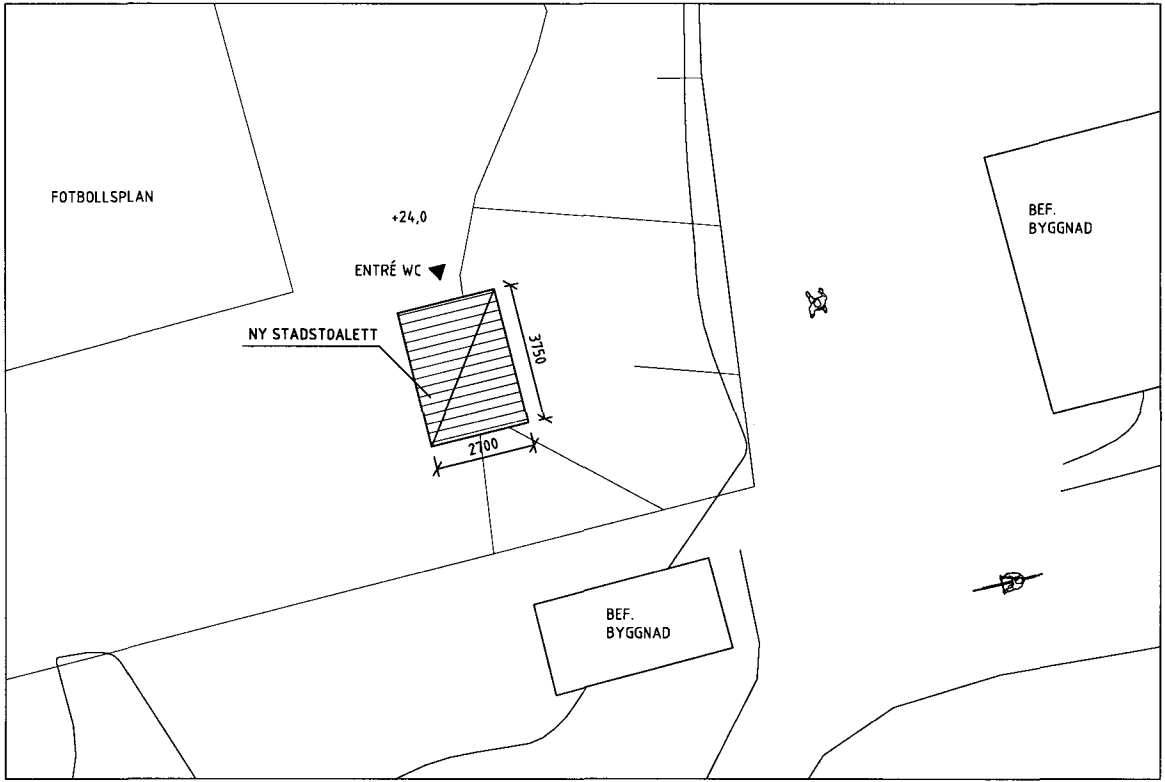 FOTBOLLSPLAN
+24,0
BEF.
BYGGNAD
ENTRÉ WC
NY STADSTOALETT
3750
2700
BEF.
BYGGNAD